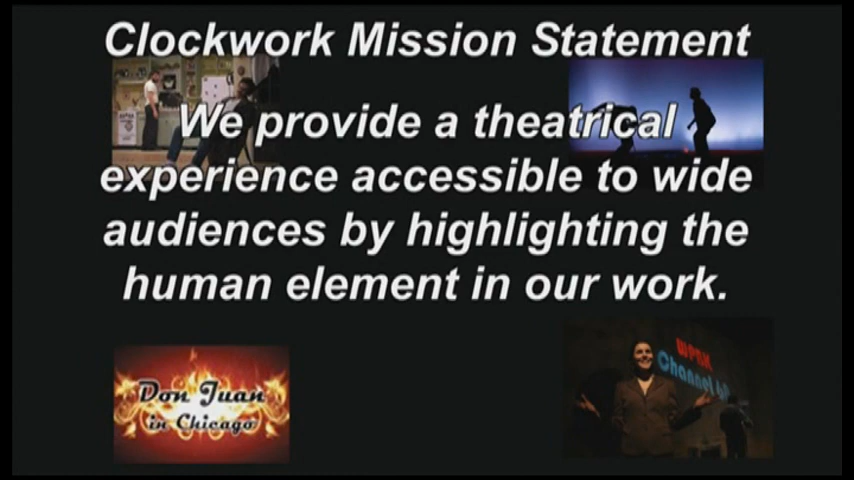 Clockwork Mission Statement
We provide a theatrical
experience accessible to wide
audiences by highlighting the
human element in our work.
Don Juan
in Chicago
WPNK
Channel